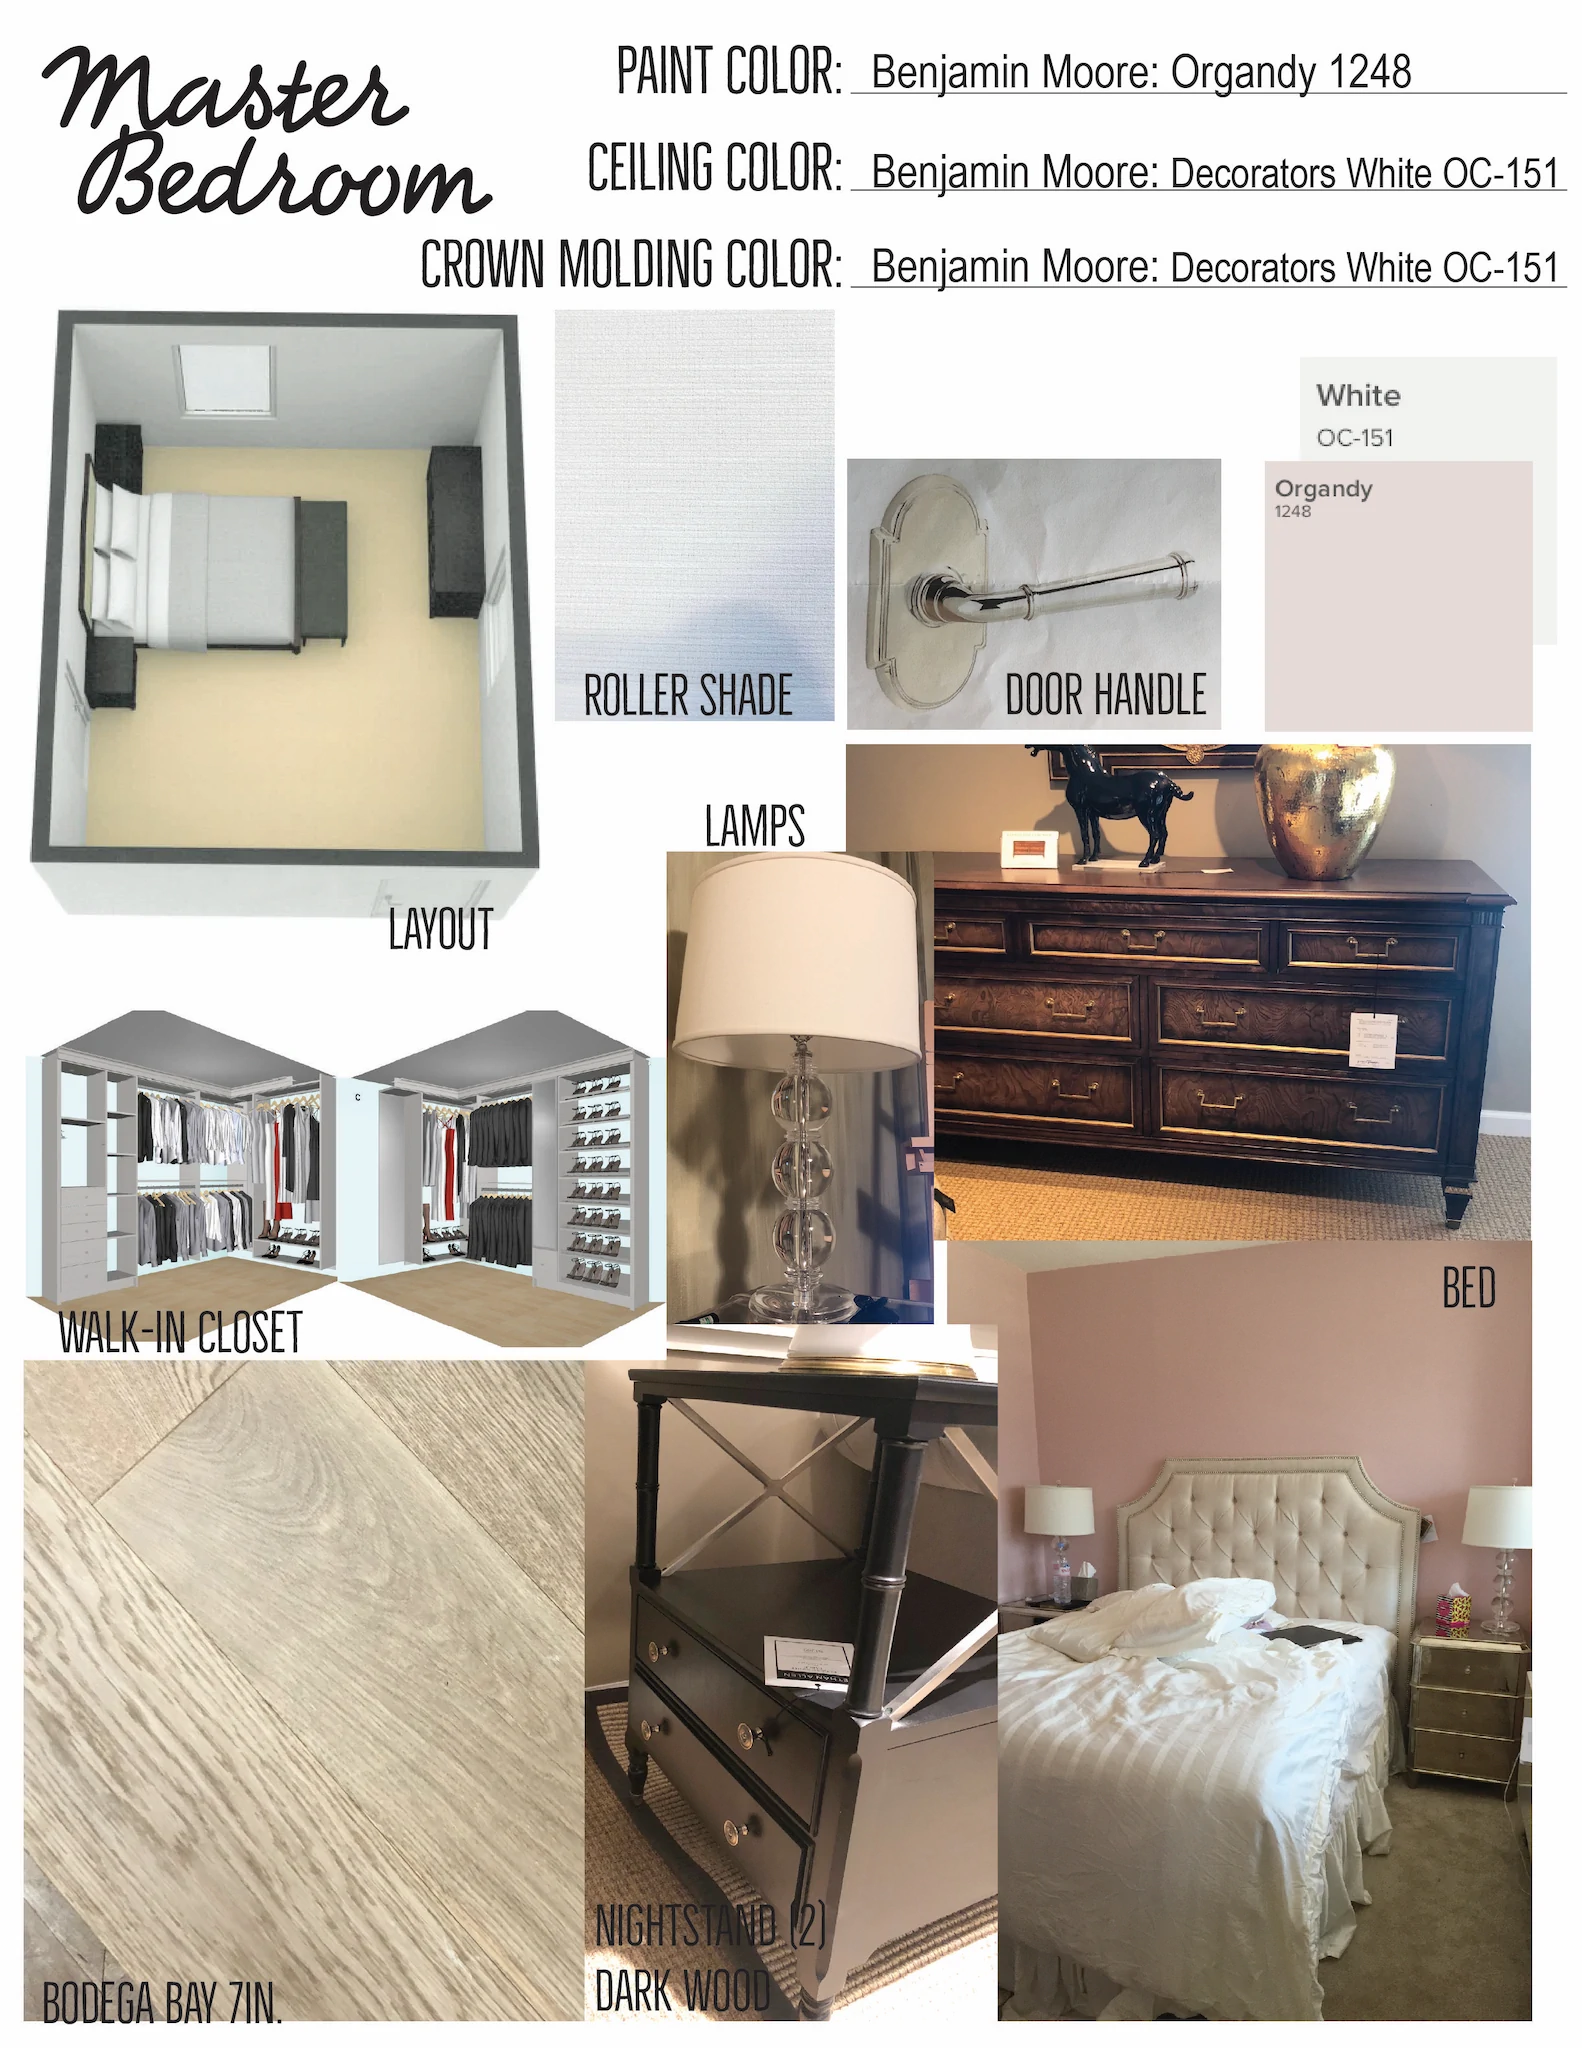 Master
Bedroom
PAINT COLOR: Benjamin Moore: Organdy 1248
CEILING COLOR: Benjamin Moore: Decorators White OC-151
CROWN MOLDING COLOR: Benjamin Moore: Decorators White OC-151
White
OC-151
Organdy
1248
ROLLER SHADE
DOOR HANDLE
LAMPS
LAYOUT
C
BED
WALK-IN CLOSET
ETHAN ALLEN
NIGHTSTAND (2)
DARK WOOD
BODEGA BAY 7IN.